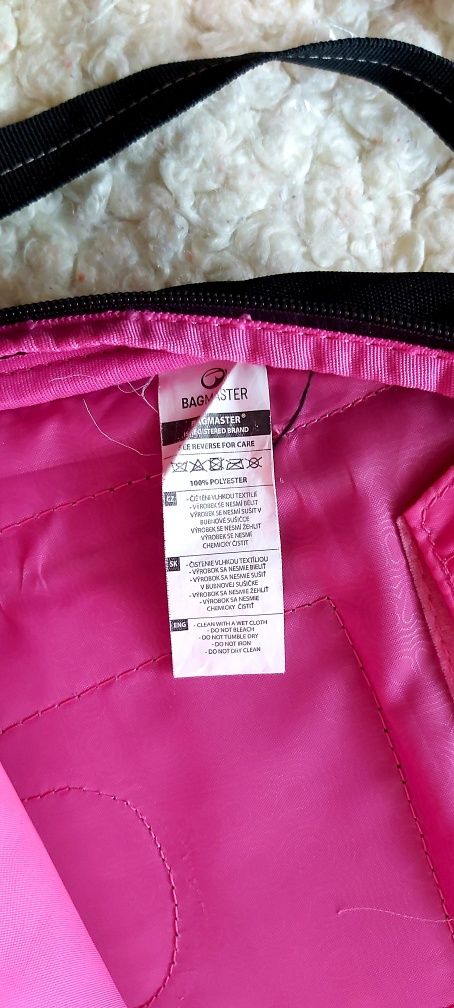 BAGMASTER
BAGMASTER®
REGISTERED BRAND
REVERSE FOR CARE
100% POLYESTER
CZ
- ČIŠTĚNÍ VLHKOU TEXTILÍ
- VÝROBEK SE NESMÍ BĚLIT
VÝROBEK SE NESMÍ SUŠIT V
BUBNOVÉ SUŠIČCE
VÝROBEK SE NESMÍ ŽEHLIT
VÝROBEK SE NESMÍ
CHEMICKY ČISTIT
SK
- ČISTENIE VLHKOU TEXTÍLIOU
- VÝROBOK SA NESMIE BIELIŤ
- VÝROBOK SA NESMIE SUŠIŤ
V BUBNOVEJ SUŠIČKE
- VÝROBOK SA NESMIE ŽEHLIŤ
- VÝROBOK SA NESMIE
CHEMICKY ČISTIŤ
ENG
- CLEAN WITH A WET CLOTH
- DO NOT BLEACH
- DO NOT TUMBLE DRY
- DO NOT IRON
- DO NOT DRY CLEAN